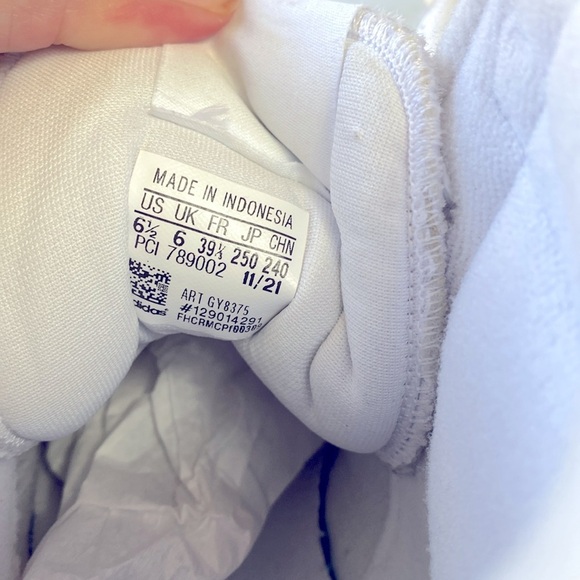 MADE IN INDONESIA
US UK FR JP CHN
6½ 6 39⅓ 250 240
PCI 789002 11/21
ART GY8375
#129014291
adidas